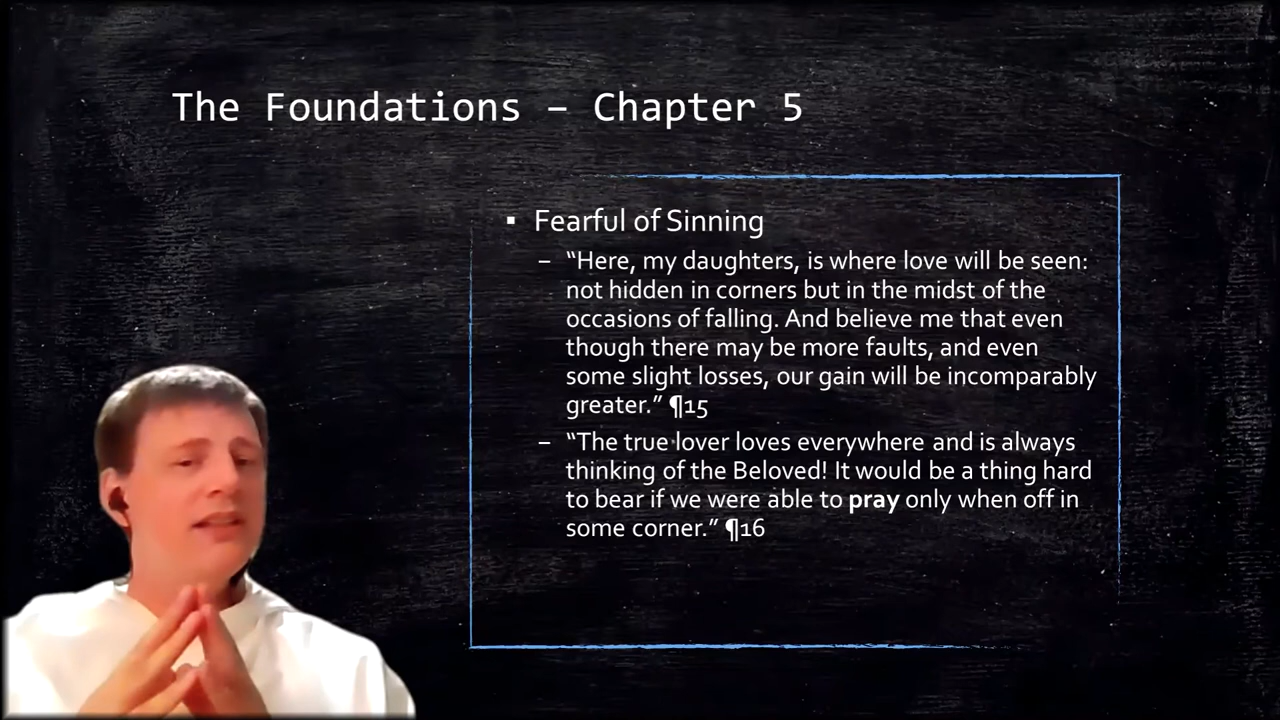 The Foundations – Chapter 5
▪ Fearful of Sinning
– “Here, my daughters, is where love will be seen:
not hidden in corners but in the midst of the
occasions of falling. And believe me that even
though there may be more faults, and even
some slight losses, our gain will be incomparably
greater.” ¶15
– “The true lover loves everywhere and is always
thinking of the Beloved! It would be a thing hard
to bear if we were able to pray only when off in
some corner.” ¶16